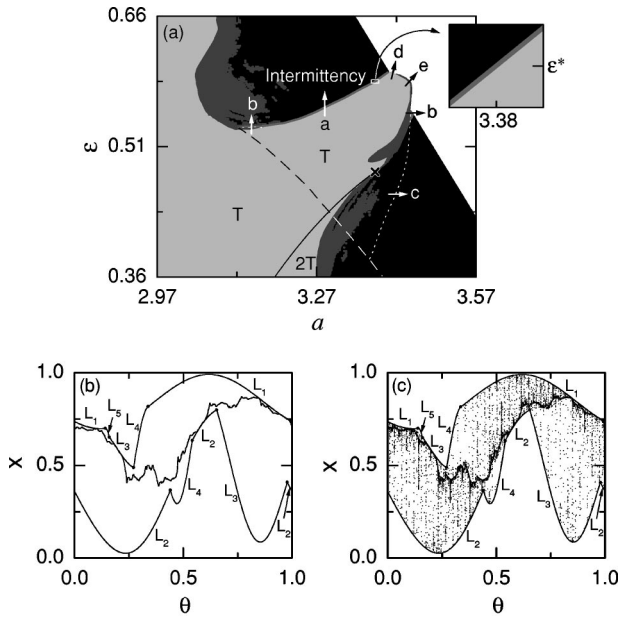 0.66
(a)
d
e
Intermittency
ε*
3.38
b
a
b
ε
0.51
T
c
T
2T
0.36
2.97
3.27
3.57
a
1.0
(b)
L₁
L₁
L₅
L₄
L₃
L₂
X
0.5
L₄
L₃
L₂
L₂
0.0
0.0
0.5
1.0
θ
1.0
(c)
L₁
L₁
L₅
L₄
L₃
L₂
X
0.5
L₄
L₃
L₂
L₂
0.0
0.0
0.5
1.0
θ